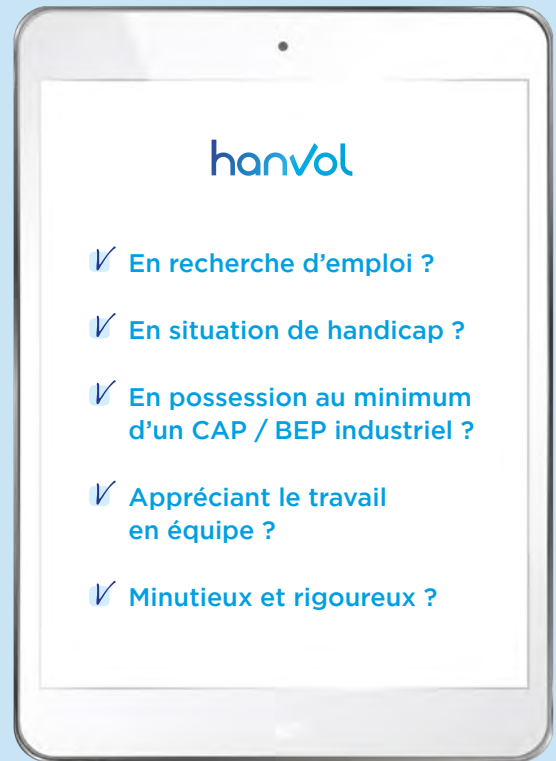 hanvol
En recherche d’emploi ?
En situation de handicap ?
En possession au minimum
d’un CAP / BEP industriel ?
Appréciant le travail
en équipe ?
Minutieux et rigoureux ?